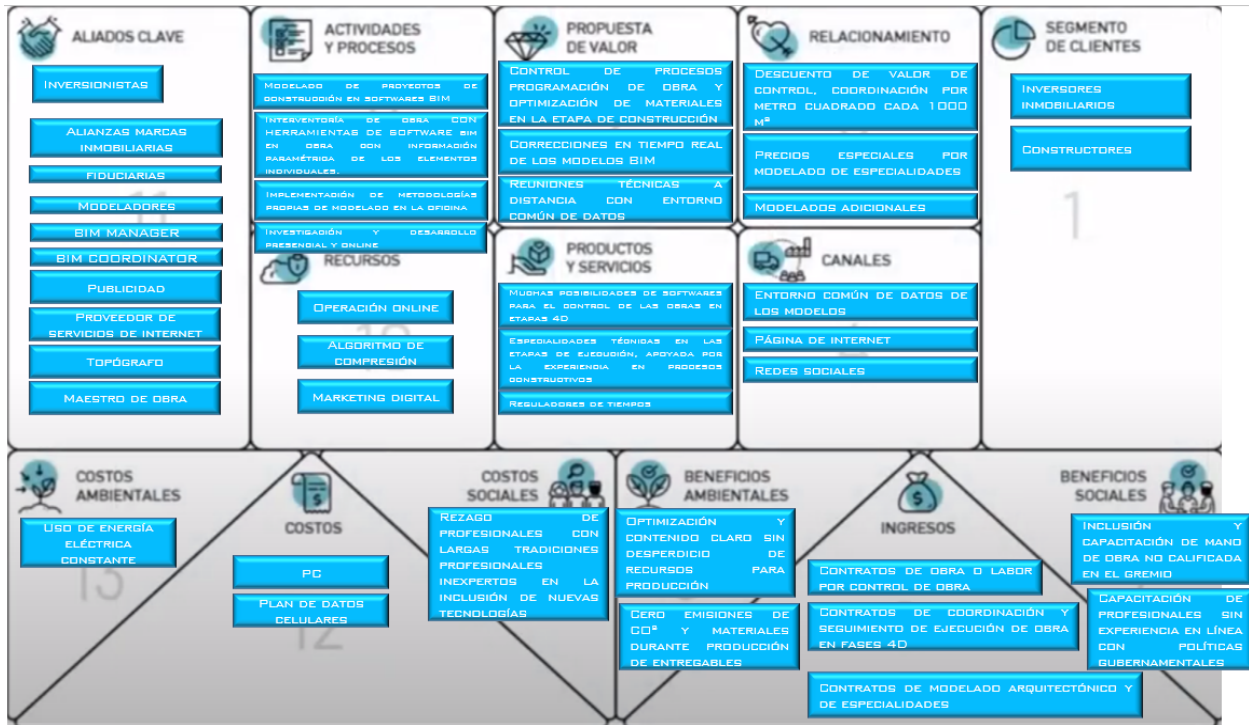 ALIADOS CLAVE
INVERSIONISTAS
ALIANZAS MARCAS
INMOBILIARIAS
FIDUCIARIAS
11
MODELADORES
BIM MANAGER
BIM COORDINATOR
PUBLICIDAD
PROVEEDOR DE
SERVICIOS DE INTERNET
TOPÓGRAFO
MAESTRO DE OBRA
ACTIVIDADES
Y PROCESOS
MODELADO DE PROYECTOS DE
CONSTRUCCIÓN EN SOFTWARES BIM
INTERVENTORÍA DE OBRA CON
HERRAMIENTAS DE SOFTWARE BIM
EN OBRA CON INFORMACIÓN
PARAMÉTRICA DE LOS ELEMENTOS
INDIVIDUALES.
IMPLEMENTACIÓN DE METODOLOGÍAS
PROPIAS DE MODELADO EN LA OFICINA
INVESTIGACIÓN Y DESARROLLO
PRESENCIAL Y ONLINE
RECURSOS
OPERACIÓN ONLINE
ALGORITMO DE
COMPRESIÓN
MARKETING DIGITAL
PROPUESTA
DE VALOR
CONTROL DE PROCESOS
PROGRAMACIÓN DE OBRA Y
OPTIMIZACIÓN DE MATERIALES
EN LA ETAPA DE CONSTRUCCIÓN
CORRECCIONES EN TIEMPO REAL
DE LOS MODELOS BIM
REUNIONES TÉCNICAS A
DISTANCIA CON ENTORNO
COMÚN DE DATOS
PRODUCTOS
Y SERVICIOS
MUCHAS POSIBILIDADES DE SOFTWARES
PARA EL CONTROL DE LAS OBRAS EN
ETAPAS 4D
ESPECIALIDADES TÉCNICAS EN LAS
ETAPAS DE EJECUCIÓN, APOYADA POR
LA EXPERIENCIA EN PROCESOS
CONSTRUCTIVOS
REGULADORES DE TIEMPOS
RELACIONAMIENTO
DESCUENTO DE VALOR DE
CONTROL, COORDINACIÓN POR
METRO CUADRADO CADA 1000
M²
PRECIOS ESPECIALES POR
MODELADO DE ESPECIALIDADES
MODELADOS ADICIONALES
CANALES
ENTORNO COMÚN DE DATOS DE
LOS MODELOS
PÁGINA DE INTERNET
REDES SOCIALES
SEGMENTO
DE CLIENTES
INVERSORES
INMOBILIARIOS
CONSTRUCTORES
1
COSTOS
AMBIENTALES
USO DE ENERGÍA
ELÉCTRICA
CONSTANTE
13
COSTOS
PC
PLAN DE DATOS
CELULARES
12
COSTOS
SOCIALES
REZAGO DE
PROFESIONALES CON
LARGAS TRADICIONES
PROFESIONALES
INEXPERTOS EN LA
INCLUSIÓN DE NUEVAS
TECNOLOGÍAS
BENEFICIOS
AMBIENTALES
OPTIMIZACIÓN Y
CONTENIDO CLARO SIN
DESPERDICIO DE
RECURSOS PARA
PRODUCCIÓN
CERO EMISIONES DE
CO² Y MATERIALES
DURANTE PRODUCCIÓN
DE ENTREGABLES
INGRESOS
CONTRATOS DE OBRA O LABOR
POR CONTROL DE OBRA
CONTRATOS DE COORDINACIÓN Y
SEGUIMIENTO DE EJECUCIÓN DE OBRA
EN FASES 4D
CONTRATOS DE MODELADO ARQUITECTÓNICO Y
DE ESPECIALIDADES
BENEFICIOS
SOCIALES
INCLUSIÓN Y
CAPACITACIÓN DE MANO
DE OBRA NO CALIFICADA
EN EL GREMIO
CAPACITACIÓN DE
PROFESIONALES SIN
EXPERIENCIA EN LÍNEA
CON POLÍTICAS
GUBERNAMENTALES